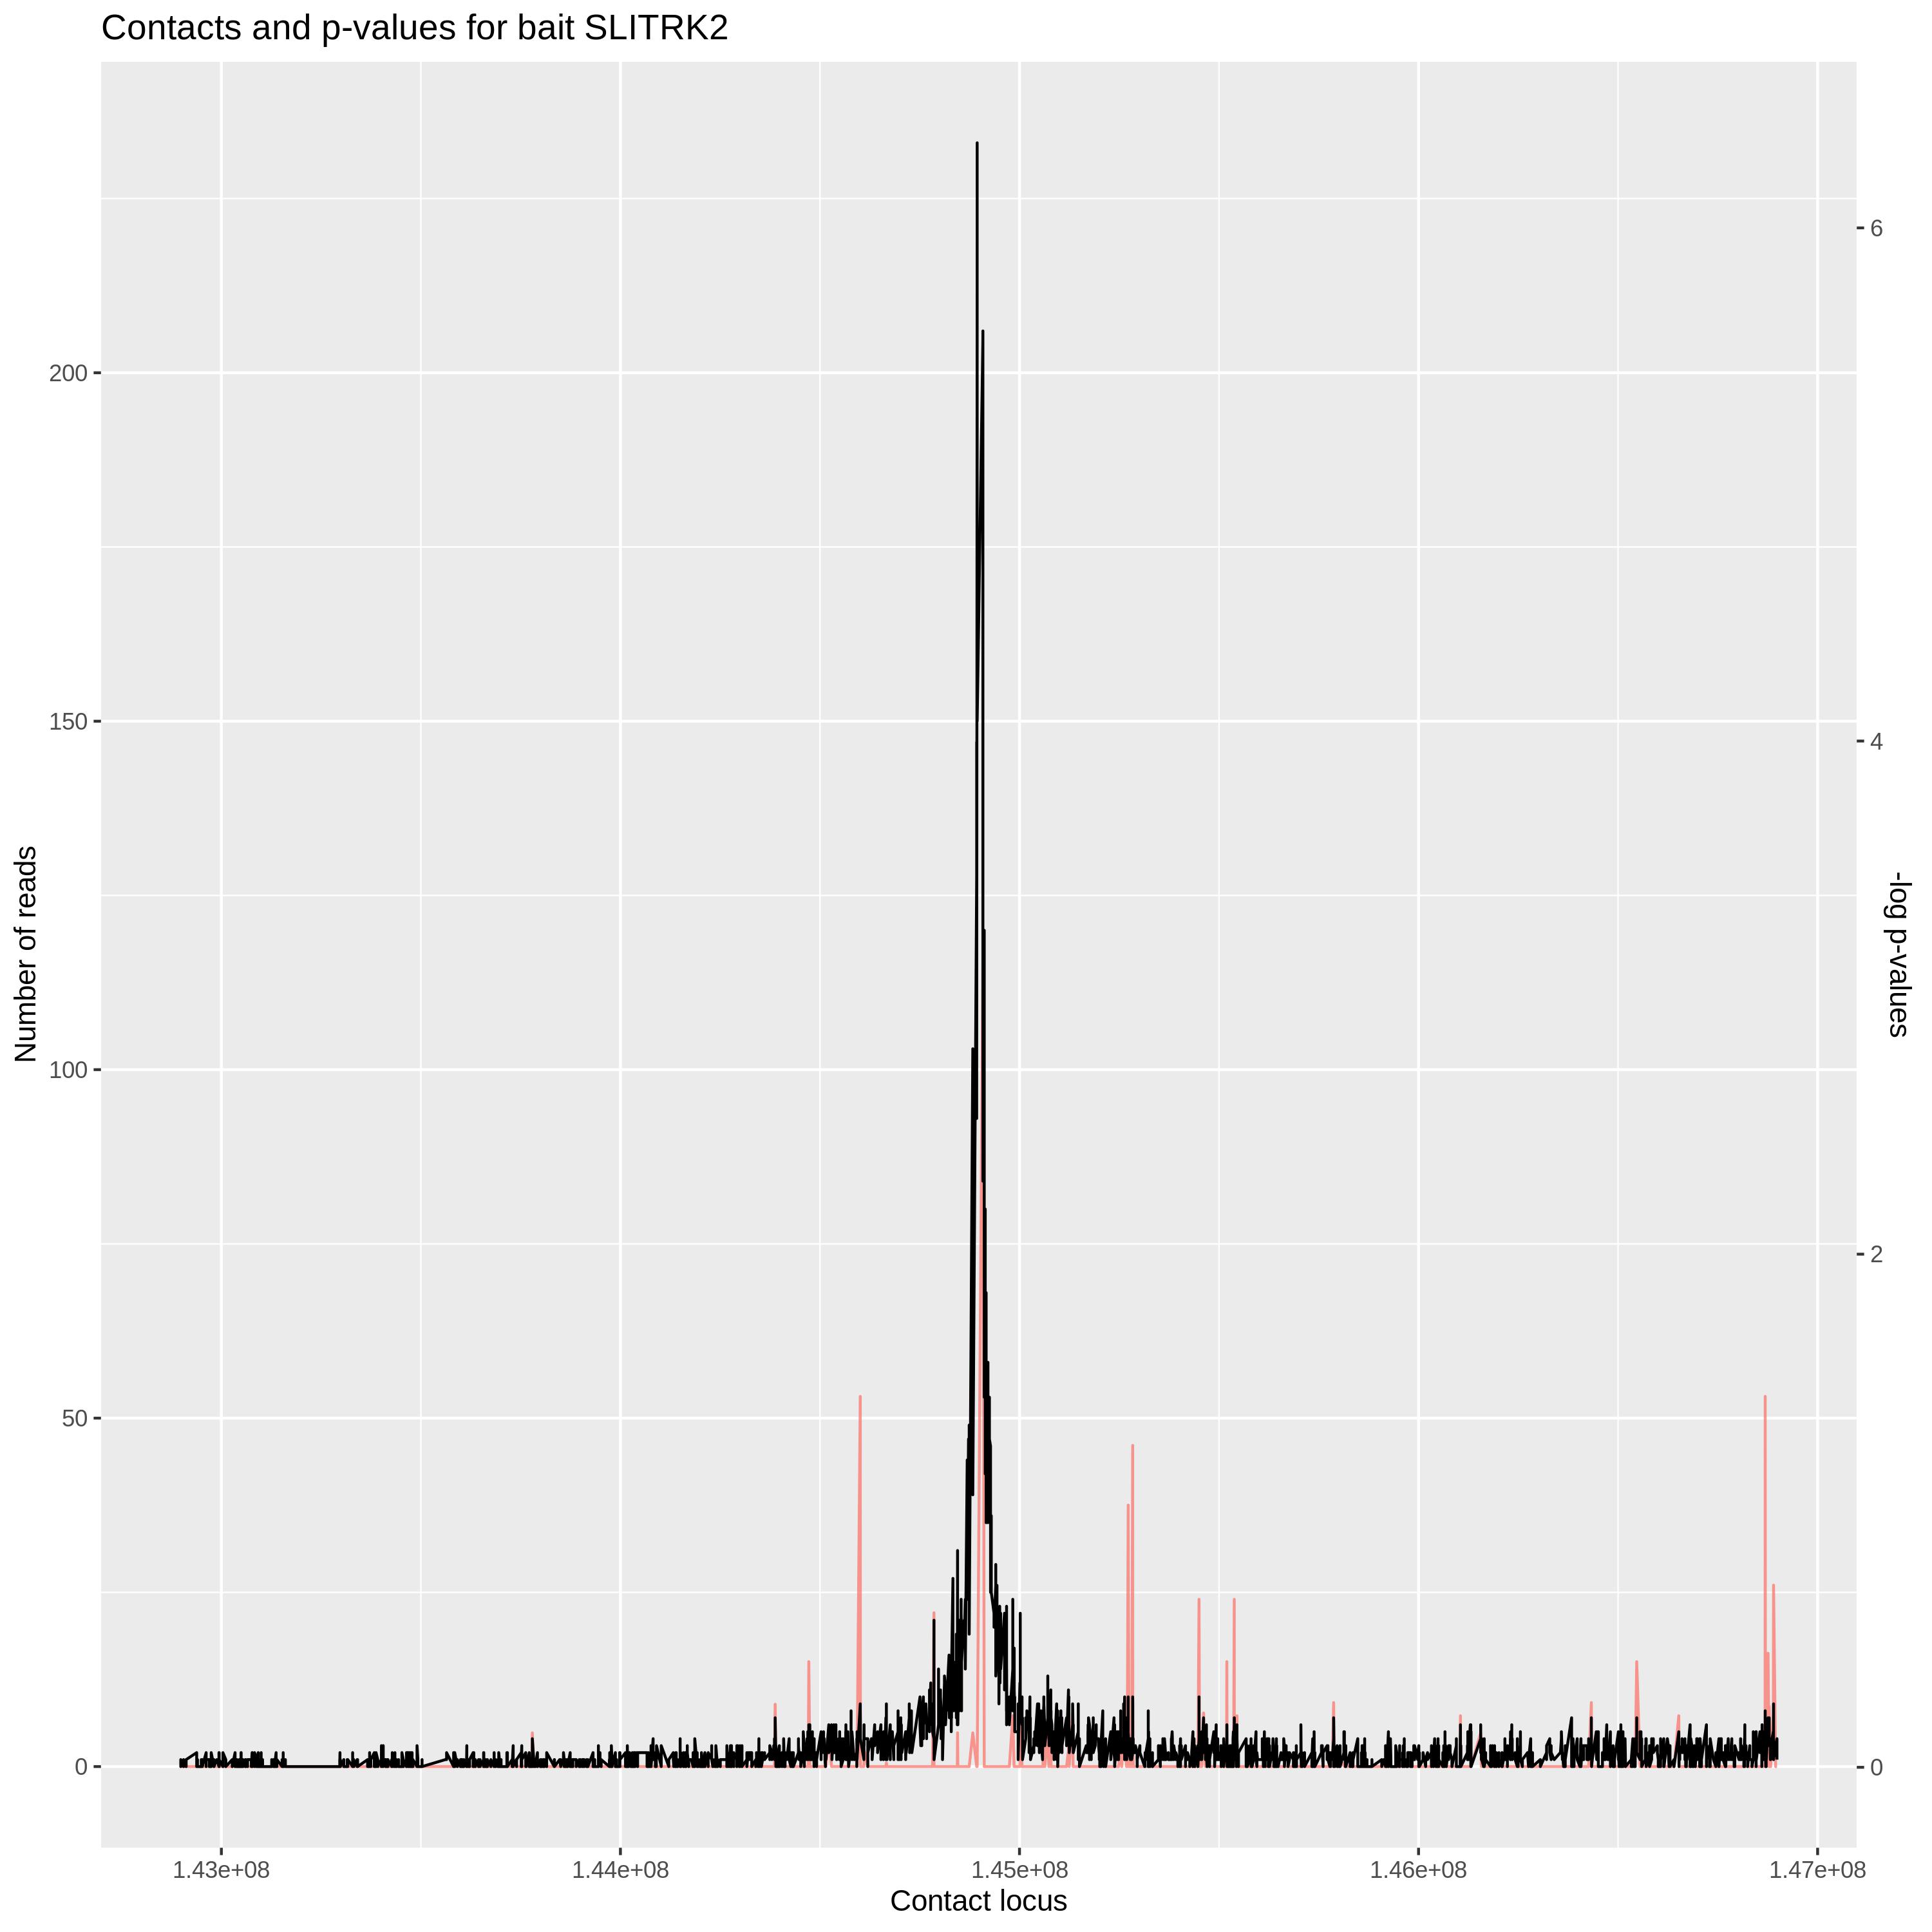 Contacts and p-values for bait SLITRK2
Number of reads
200
150
100
50
0
6
4
2
0
-log p-values
1.43e+08
1.44e+08
1.45e+08
1.46e+08
1.47e+08
Contact locus